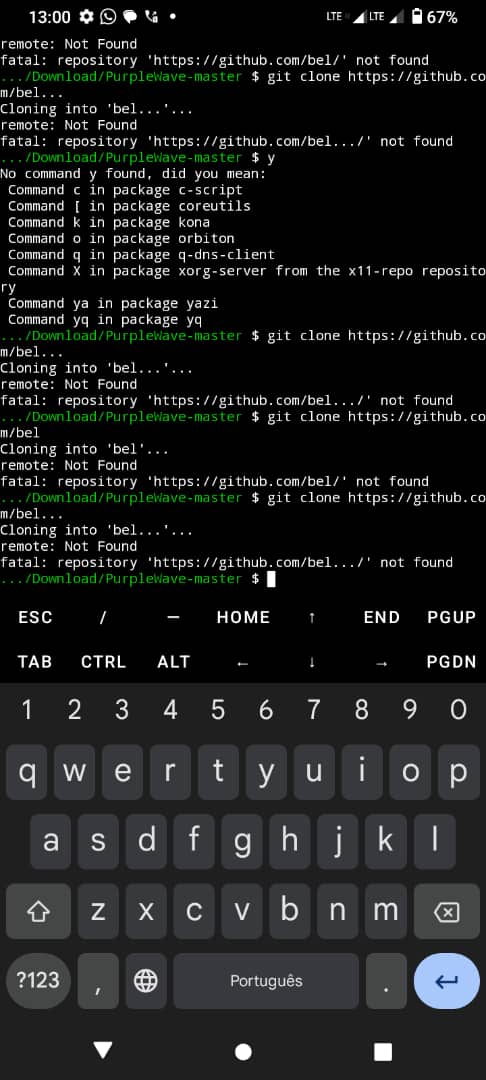 13:00 LTE LTE 67%
remote: Not Found
fatal: repository 'https://github.com/bel/' not found
.../Download/PurpleWave-master $ git clone https://github.co
m/bel...
Cloning into 'bel...'...
remote: Not Found
fatal: repository 'https://github.com/bel.../' not found
.../Download/PurpleWave-master $ y
No command y found, did you mean:
 Command c in package c-script
 Command [ in package coreutils
 Command k in package kona
 Command o in package orbiton
 Command q in package q-dns-client
 Command X in package xorg-server from the x11-repo reposito
ry
 Command ya in package yazi
 Command yq in package yq
.../Download/PurpleWave-master $ git clone https://github.co
m/bel...
Cloning into 'bel...'...
remote: Not Found
fatal: repository 'https://github.com/bel.../' not found
.../Download/PurpleWave-master $ git clone https://github.co
m/bel
Cloning into 'bel'...
remote: Not Found
fatal: repository 'https://github.com/bel/' not found
.../Download/PurpleWave-master $ git clone https://github.co
m/bel...
Cloning into 'bel...'...
remote: Not Found
fatal: repository 'https://github.com/bel.../' not found
.../Download/PurpleWave-master $
ESC / — HOME ↑ END PGUP
TAB CTRL ALT ← ↓ → PGDN
1 2 3 4 5 6 7 8 9 0
q w e r t y u i o p
a s d f g h j k l
z x c v b n m
?123 , Português .